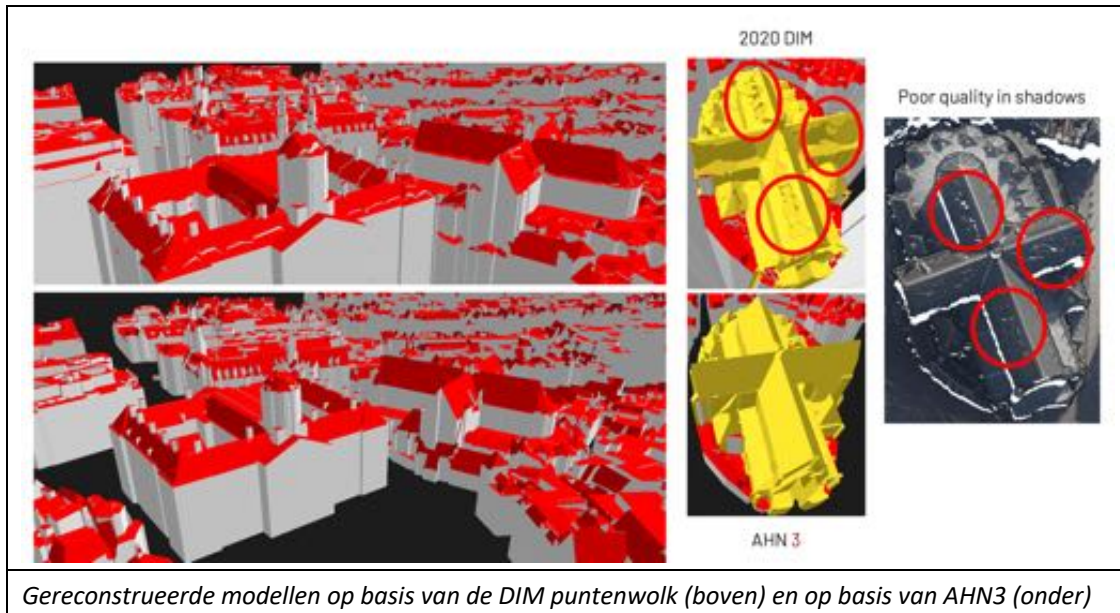 2020 DIM
Poor quality in shadows
AHN 3
Gereconstrueerde modellen op basis van de DIM puntenwolk (boven) en op basis van AHN3 (onder)